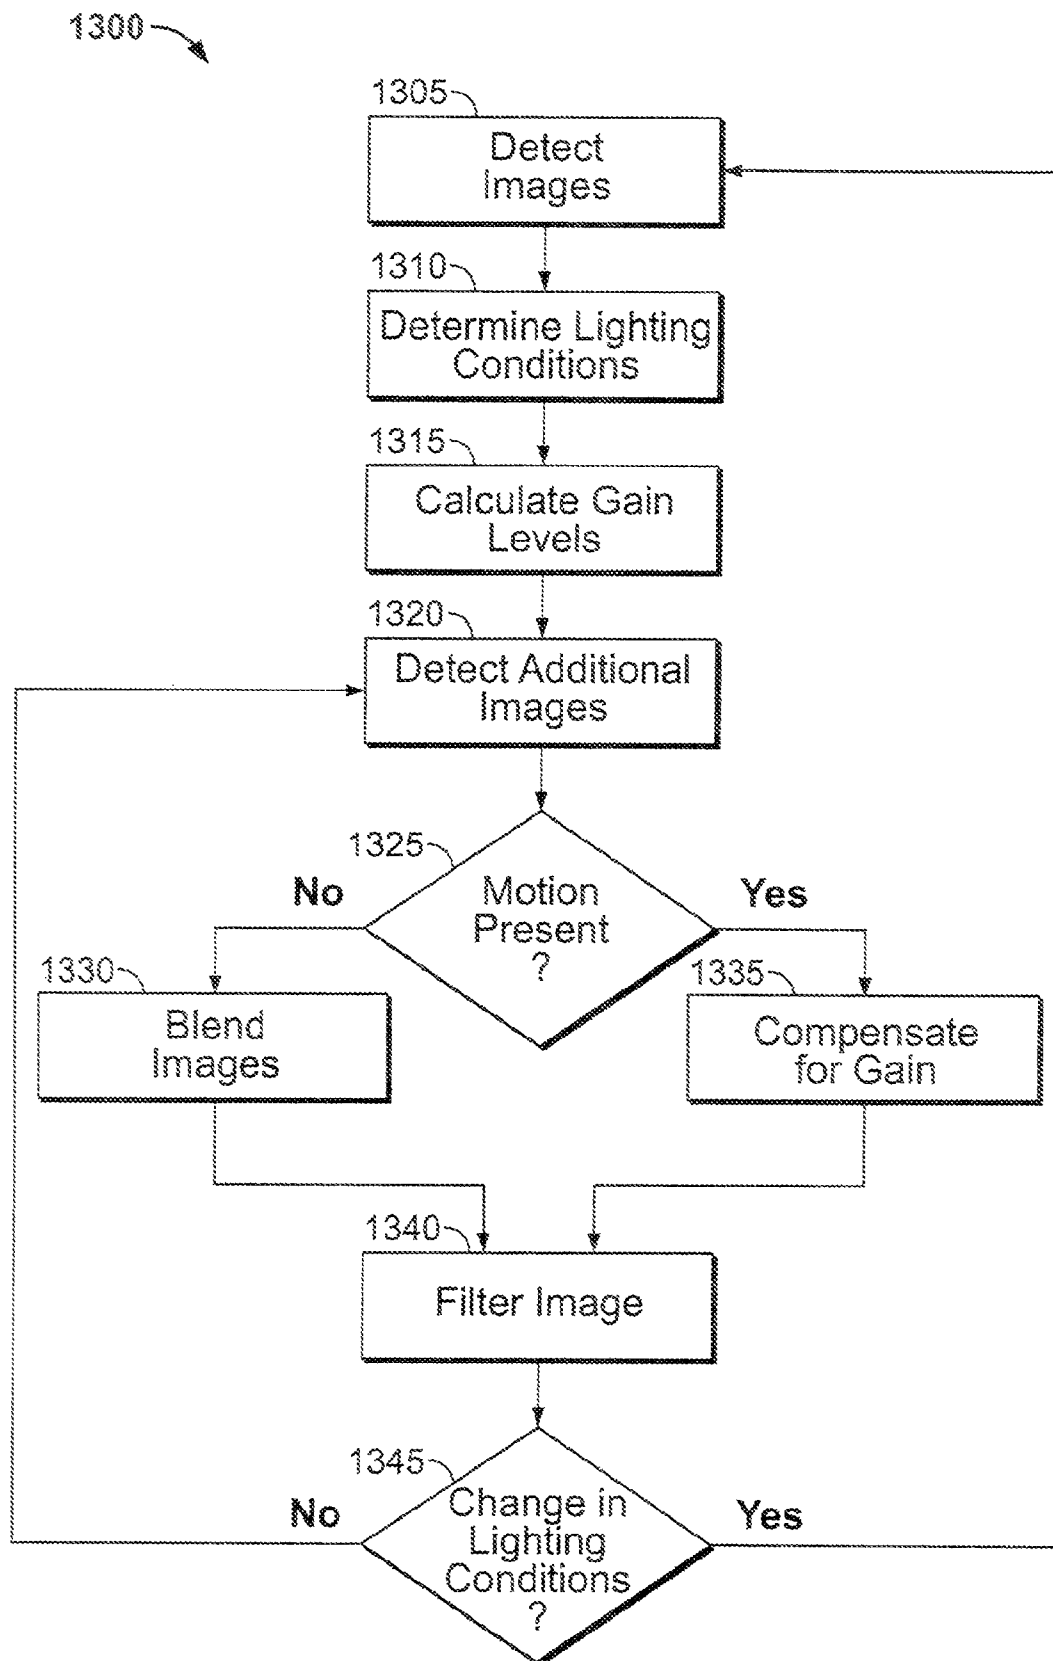 1300
1305
Detect
Images
1310
Determine Lighting
Conditions
1315
Calculate Gain
Levels
1320
Detect Additional
Images
1325
No
Motion
Present
?
Yes
1330
Blend
Images
1335
Compensate
for Gain
1340
Filter Image
1345
No
Change in
Lighting
Conditions
?
Yes